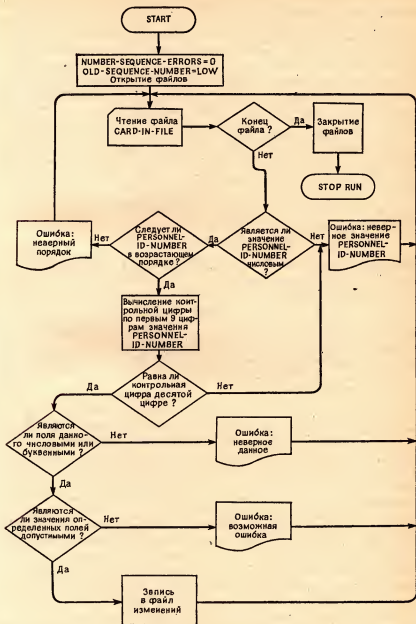 START
NUMBER-SEQUENCE-ERRORS=0
OLD-SEQUENCE-NUMBER=LOW
Открытие файлов
Чтение файла
CARD-IN-FILE
Конец
файла?
Да
Закрытие
файлов
Нет
STOP RUN
Ошибка:
неверный
порядок
Нет
Следует ли
PERSONNEL-
ID-NUMBER
в возрастающем
порядке?
Да
Является ли
значение
PERSONNEL-
ID-NUMBER
числовым
?
Нет
Ошибка: невер-
ное значение
PERSONNEL-
ID-NUMBER
Да
Вычисление конт-
рольной цифры
по первым 9 циф-
рам значения
PERSONNEL-
ID-NUMBER
Да
Равна ли
контрольная
цифра десятой
цифре?
Нет
Являются
ли поля данно-
го числовыми или
буквенными?
Нет
Ошибка:
неверное
данное
Да
Являются
ли значения оп-
ределенных полей
допустимыми?
Нет
Ошибка:
возможная
ошибка
Да
Запись
в файл
изменений